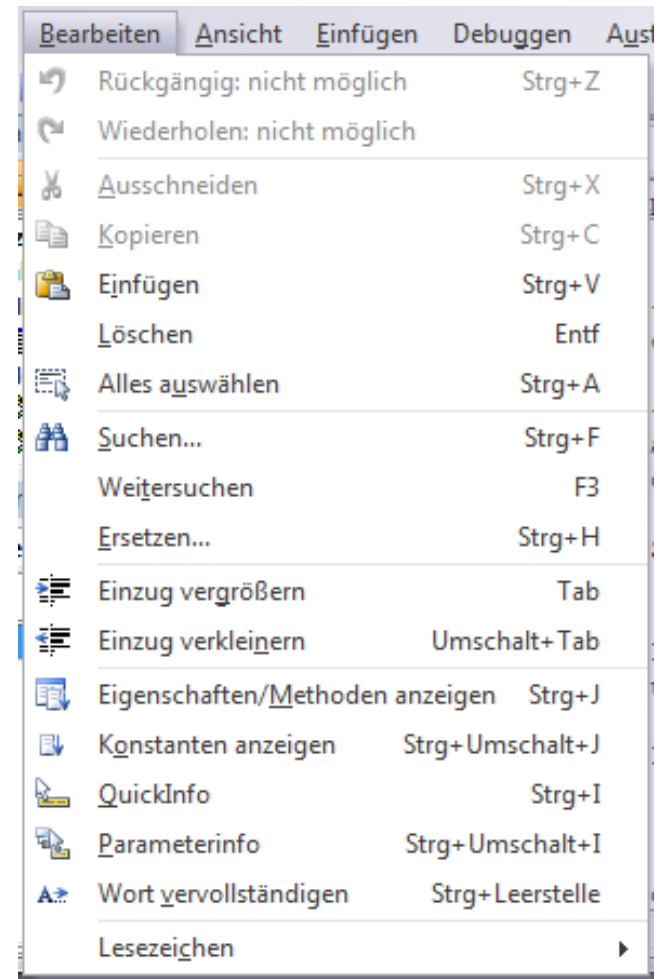 Bearbeiten Ansicht Einfügen Debuggen
Rückgängig: nicht möglich Strg+Z
Wiederholen: nicht möglich
Ausschneiden Strg+X
Kopieren Strg+C
Einfügen Strg+V
Löschen Entf
Alles auswählen Strg+A
Suchen... Strg+F
Weitersuchen F3
Ersetzen... Strg+H
Einzug vergrößern Tab
Einzug verkleinern Umschalt+Tab
Eigenschaften/Methoden anzeigen Strg+J
Konstanten anzeigen Strg+Umschalt+J
QuickInfo Strg+I
Parameterinfo Strg+Umschalt+I
Wort vervollständigen Strg+Leerstelle
Lesezeichen